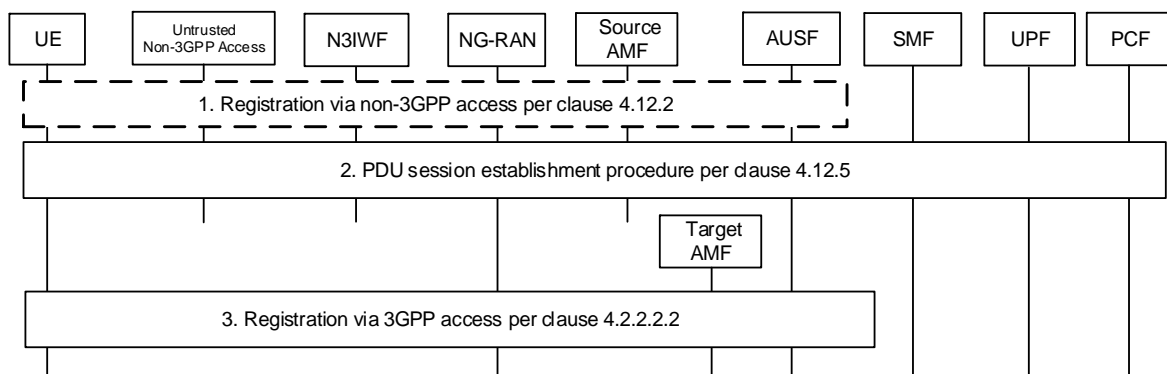 UE
Untrusted
Non-3GPP Access
N3IWF
NG-RAN
Source
AMF
AUSF
SMF
UPF
PCF
1. Registration via non-3GPP access per clause 4.12.2
2. PDU session establishment procedure per clause 4.12.5
Target
AMF
3. Registration via 3GPP access per clause 4.2.2.2.2